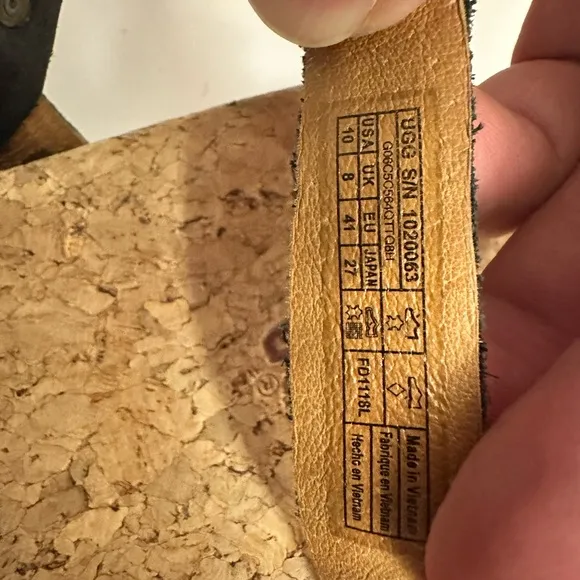 UGG S/N 1020063
G06C5C564QTTQ8H
USA UK EU JAPAN
10 8 41 27
FD1118L
Made in Vietnam
Fabriqué en Vietnam
Hecho en Vietnam